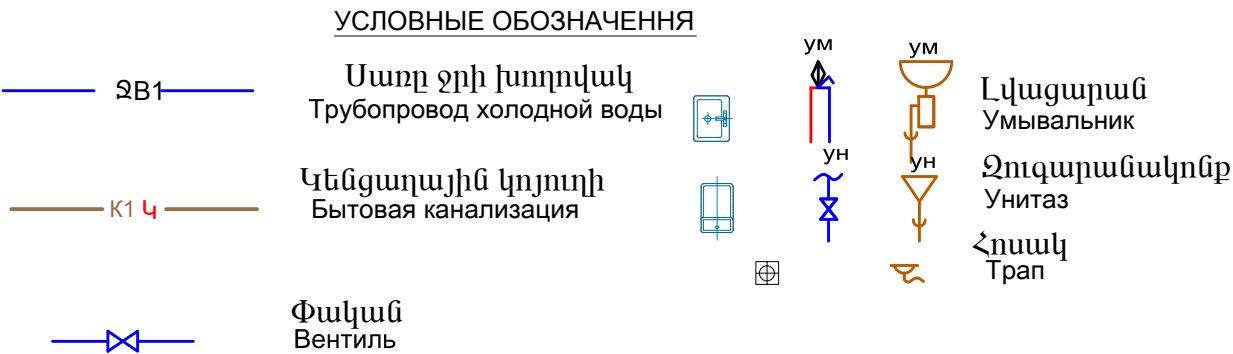 УСЛОВНЫЕ ОБОЗНАЧЕННЯ
ՋВ1
Սառը ջրի խողովակ
Трубопровод холодной воды
ум
ум
Լվացարան
Умывальник
К1 Կ
Կենցաղային կոյուղի
Бытовая канализация
ун
ун
Զուգարանակոնք
Унитаз
Հոսակ
Трап
Փական
Вентиль